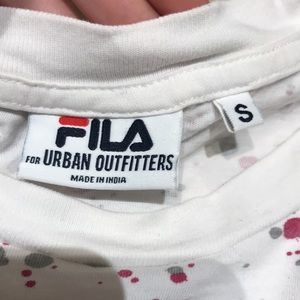 FILA
S
FOR URBAN OUTFITTERS
MADE IN INDIA